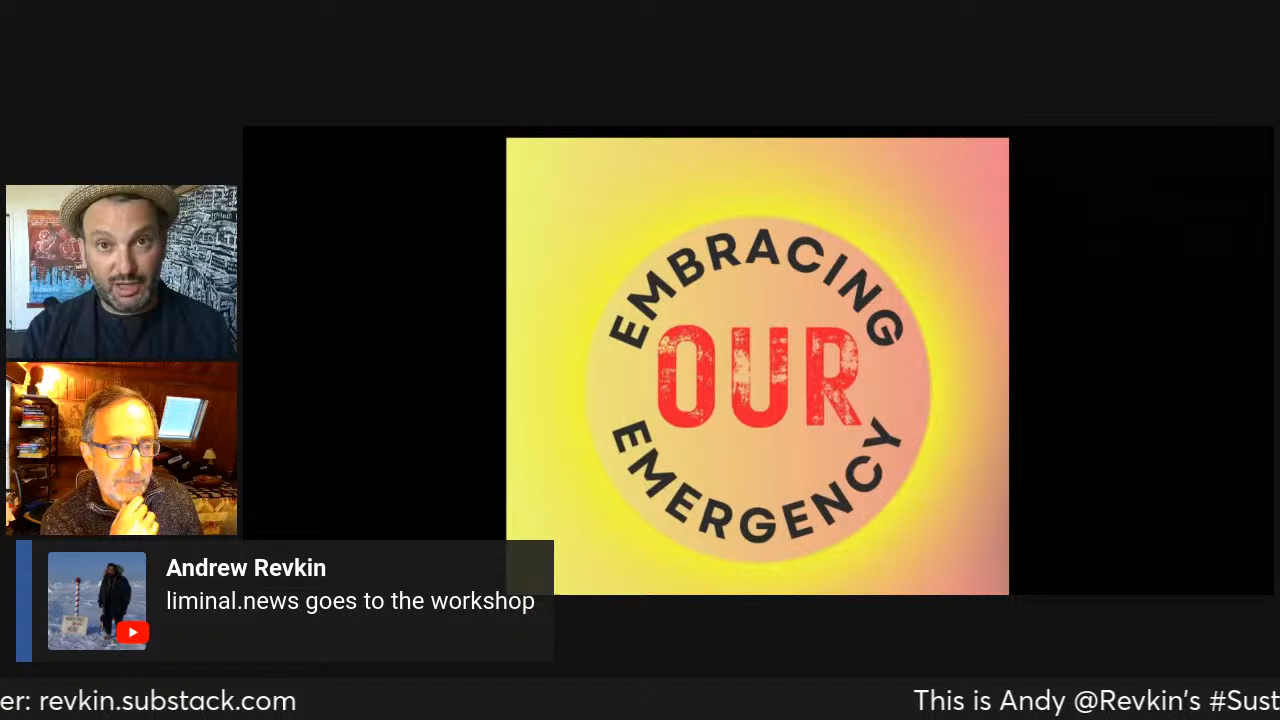 EMBRACING
OUR
EMERGENCY
Andrew Revkin
liminal.news goes to the workshop
er: revkin.substack.com
This is Andy @Revkin's #Sust